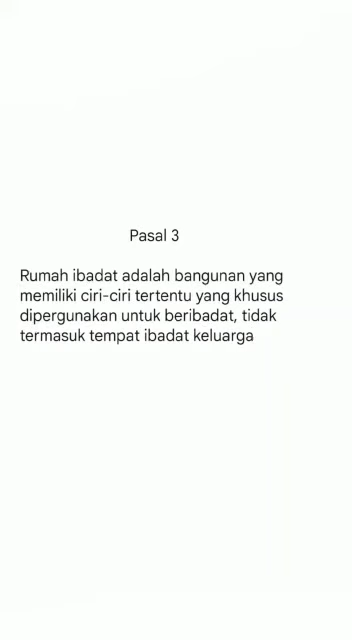 Pasal 3
Rumah ibadat adalah bangunan yang
memiliki ciri-ciri tertentu yang khusus
dipergunakan untuk beribadat, tidak
termasuk tempat ibadat keluarga